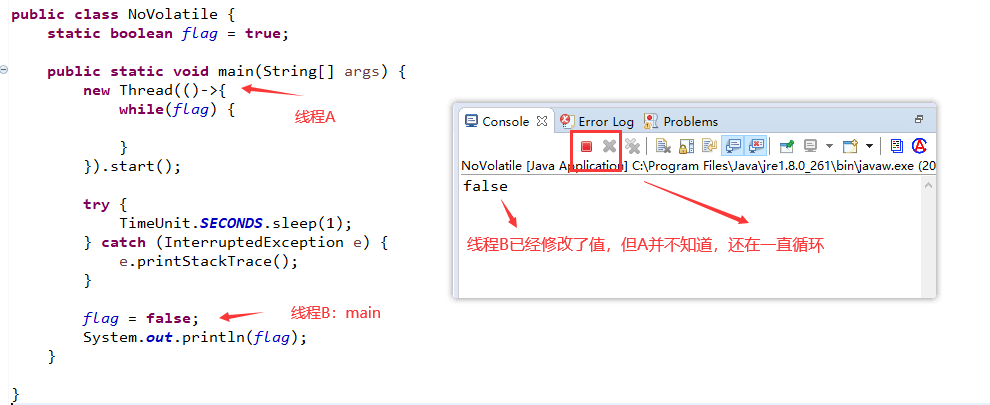 public class NoVolatile {
static boolean flag = true;
public static void main(String[] args) {
new Thread(()->{
线程A
while(flag) {
}
}).start();
try {
TimeUnit.SECONDS.sleep(1);
} catch (InterruptedException e) {
e.printStackTrace();
}
flag = false;
线程B：main
System.out.println(flag);
}
}
Console
Error Log
Problems
NoVolatile [Java Application] C:\Program Files\Java\jre1.8.0_261\bin\javaw.exe (20
false
线程B已经修改了值，但A并不知道，还在一直循环